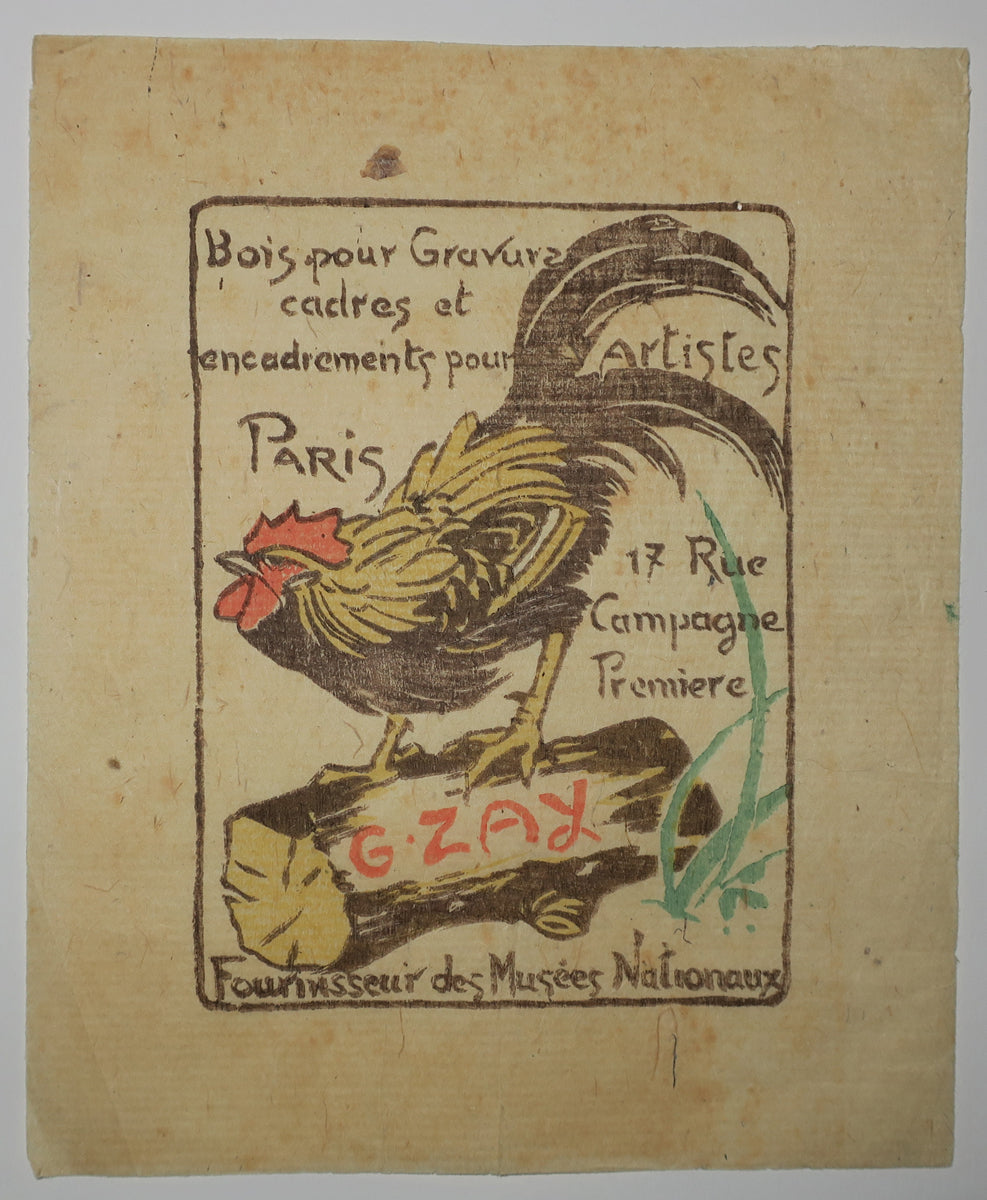 Bois pour Gravure
cadres et
encadrements pour Artistes
Paris
17 Rue
Campagne
Premiere
G. ZAY
Fournisseur des Musées Nationaux